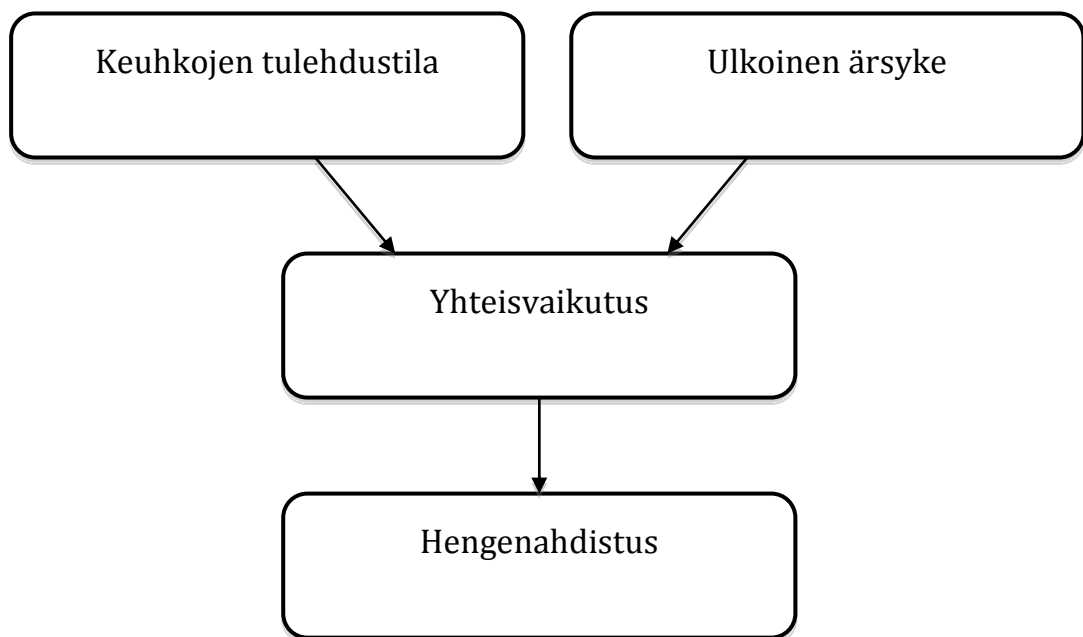 Keuhkojen tulehdustila
Ulkoinen ärsyke
Yhteisvaikutus
Hengenahdistus